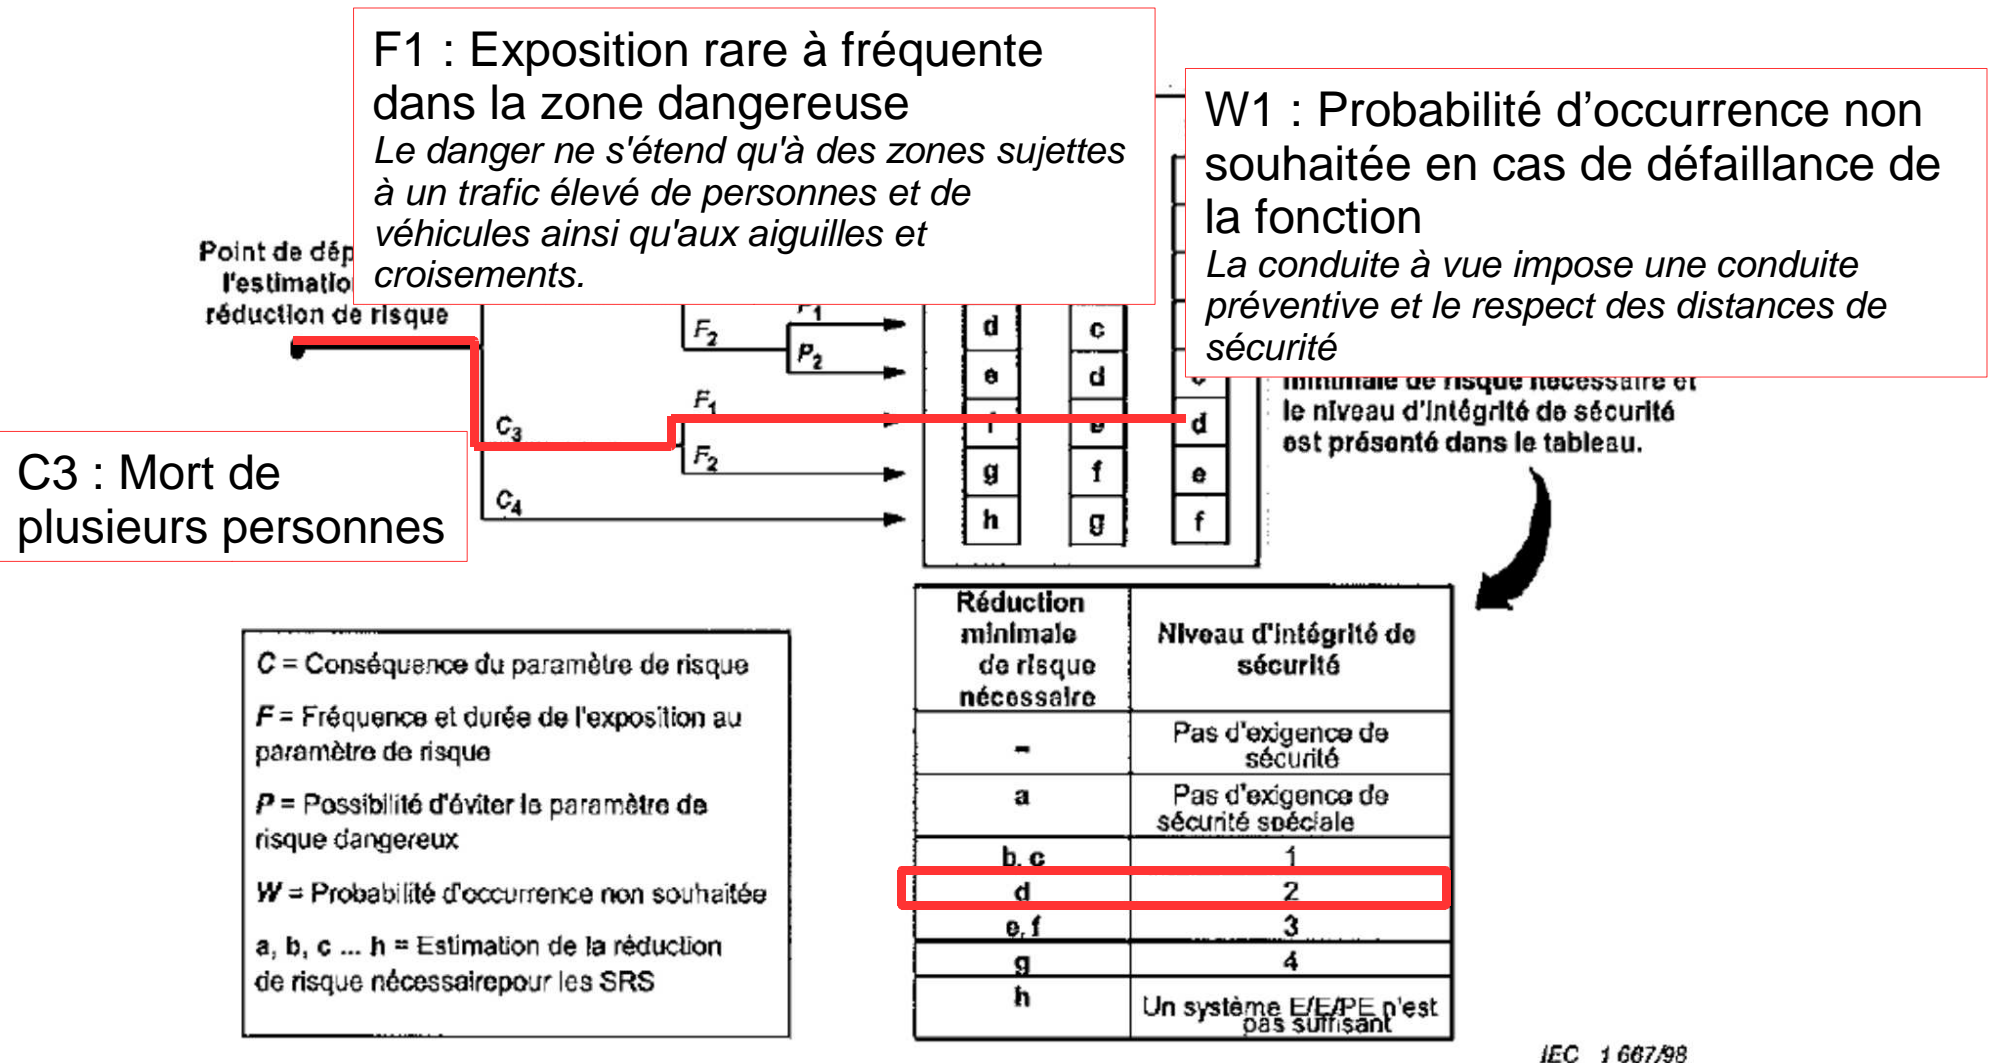 F1 : Exposition rare à fréquente
dans la zone dangereuse
Le danger ne s'étend qu'à des zones sujettes
à un trafic élevé de personnes et de
véhicules ainsi qu'aux aiguilles et
croisements.
W1 : Probabilité d’occurrence non
souhaitée en cas de défaillance de
la fonction
La conduite à vue impose une conduite
préventive et le respect des distances de
sécurité
Point de dép
l'estimatio
réduction de risque
C3 : Mort de
plusieurs personnes
F2
P2
C3
F1
F2
C4
d c
e d
f e d
g f e
h g f
minimale de risque nécessaire et
le niveau d'intégrité de sécurité
est présenté dans le tableau.
C = Conséquence du paramètre de risque
F = Fréquence et durée de l'exposition au
paramètre de risque
P = Possibilité d'éviter le paramètre de
risque dangereux
W = Probabilité d'occurrence non souhaitée
a, b, c ... h = Estimation de la réduction
de risque nécessairepour les SRS
Réduction
minimale
de risque
nécessaire
Niveau d'intégrité de
sécurité
– Pas d'exigence de
sécurité
a Pas d'exigence de
sécurité spéciale
b, c 1
d 2
e, f 3
g 4
h Un système E/E/PE n'est
pas suffisant
IEC 1 667/98